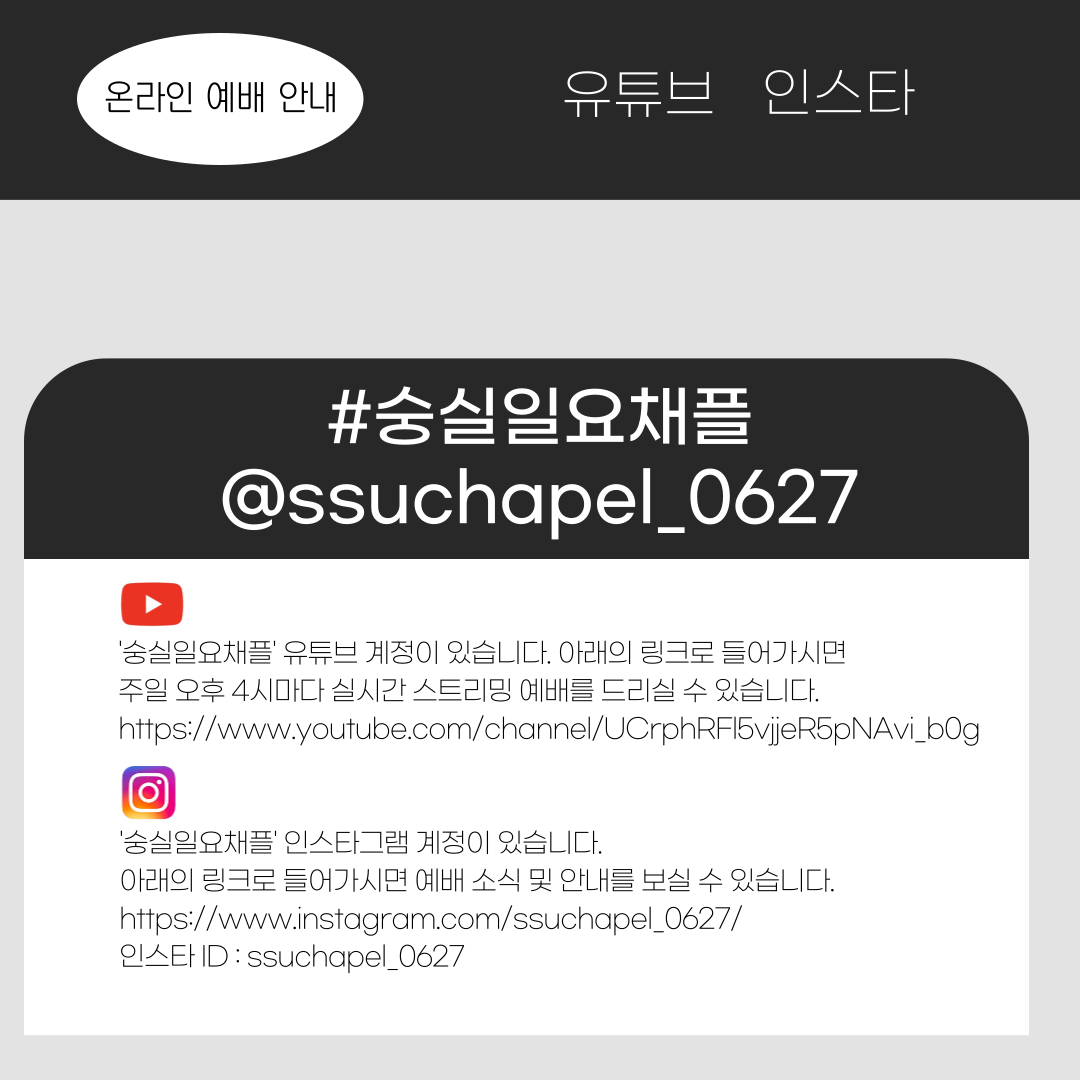 온라인 예배 안내
유튜브 인스타
#숭실일요채플
@ssuchapel_0627
'숭실일요채플' 유튜브 계정이 있습니다. 아래의 링크로 들어가시면
주일 오후 4시마다 실시간 스트리밍 예배를 드리실 수 있습니다.
https://www.youtube.com/channel/UCrphRFl5vjjeR5pNAvi_b0g
'숭실일요채플' 인스타그램 계정이 있습니다.
아래의 링크로 들어가시면 예배 소식 및 안내를 보실 수 있습니다.
https://www.instagram.com/ssuchapel_0627/
인스타 ID : ssuchapel_0627